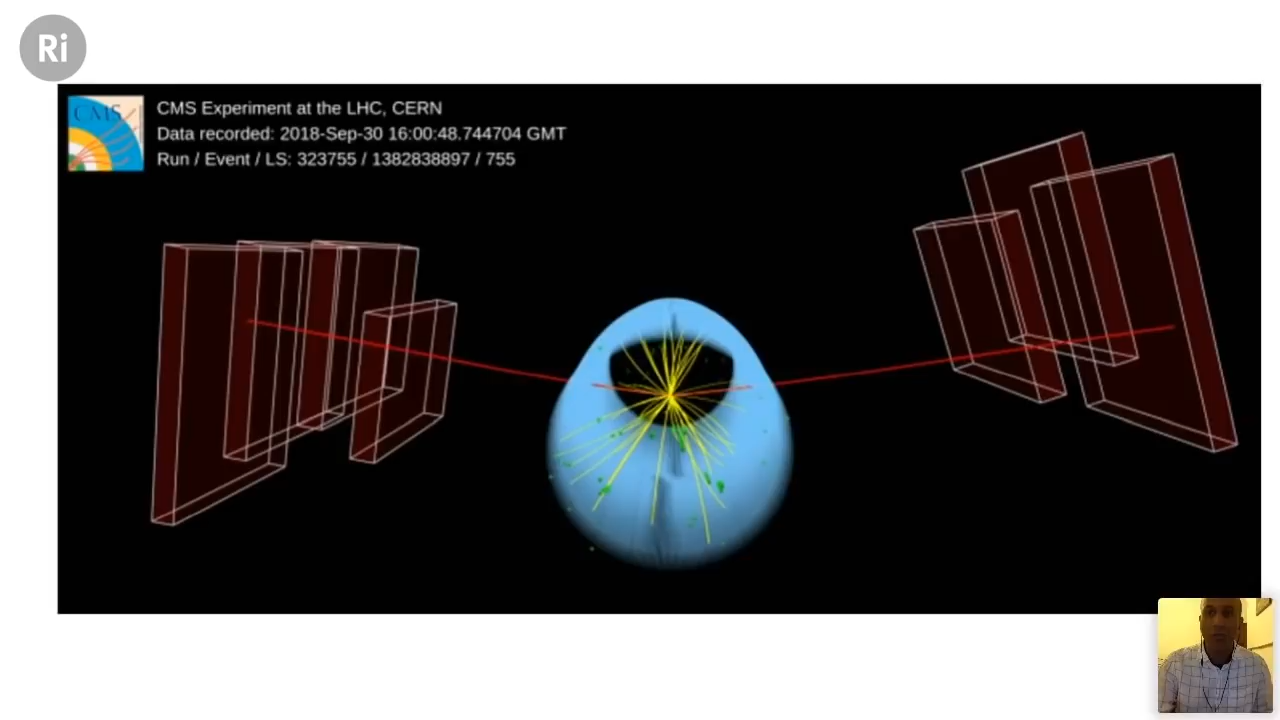 Ri
CMS
CMS Experiment at the LHC, CERN
Data recorded: 2018-Sep-30 16:00:48.744704 GMT
Run / Event / LS: 323755 / 1382838897 / 755